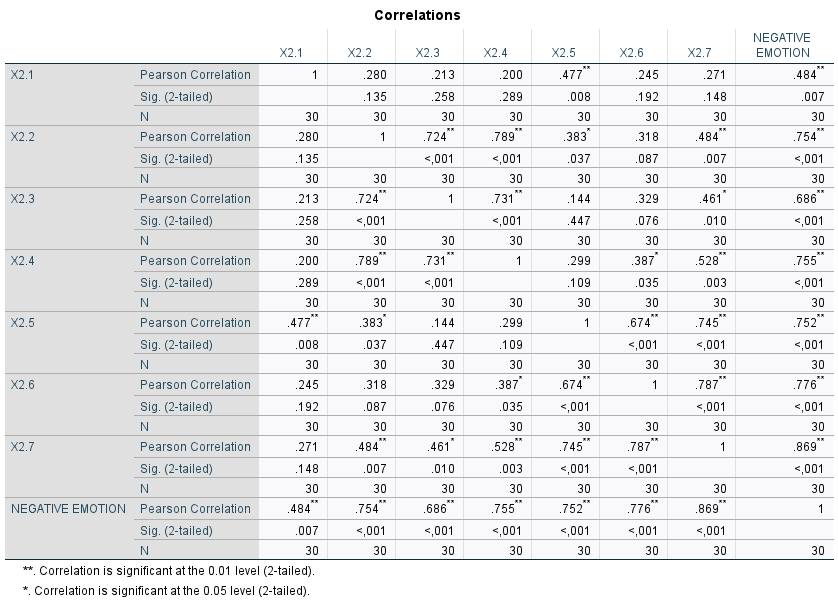 Correlations
X2.1 X2.2 X2.3 X2.4 X2.5 X2.6 X2.7 NEGATIVE EMOTION
X2.1 Pearson Correlation 1 .280 .213 .200 .477** .245 .271 .484**
Sig. (2-tailed) .135 .258 .289 .008 .192 .148 .007
N 30 30 30 30 30 30 30 30
X2.2 Pearson Correlation .280 1 .724** .789** .383* .318 .484** .754**
Sig. (2-tailed) .135 <,001 <,001 .037 .087 .007 <,001
N 30 30 30 30 30 30 30 30
X2.3 Pearson Correlation .213 .724** 1 .731** .144 .329 .461* .686**
Sig. (2-tailed) .258 <,001 <,001 .447 .076 .010 <,001
N 30 30 30 30 30 30 30 30
X2.4 Pearson Correlation .200 .789** .731** 1 .299 .387* .528** .755**
Sig. (2-tailed) .289 <,001 <,001 .109 .035 .003 <,001
N 30 30 30 30 30 30 30 30
X2.5 Pearson Correlation .477** .383* .144 .299 1 .674** .745** .752**
Sig. (2-tailed) .008 .037 .447 .109 <,001 <,001 <,001
N 30 30 30 30 30 30 30 30
X2.6 Pearson Correlation .245 .318 .329 .387* .674** 1 .787** .776**
Sig. (2-tailed) .192 .087 .076 .035 <,001 <,001 <,001
N 30 30 30 30 30 30 30 30
X2.7 Pearson Correlation .271 .484** .461* .528** .745** .787** 1 .869**
Sig. (2-tailed) .148 .007 .010 .003 <,001 <,001 <,001
N 30 30 30 30 30 30 30 30
NEGATIVE EMOTION Pearson Correlation .484** .754** .686** .755** .752** .776** .869** 1
Sig. (2-tailed) .007 <,001 <,001 <,001 <,001 <,001 <,001
N 30 30 30 30 30 30 30 30
**. Correlation is significant at the 0.01 level (2-tailed).
*. Correlation is significant at the 0.05 level (2-tailed).